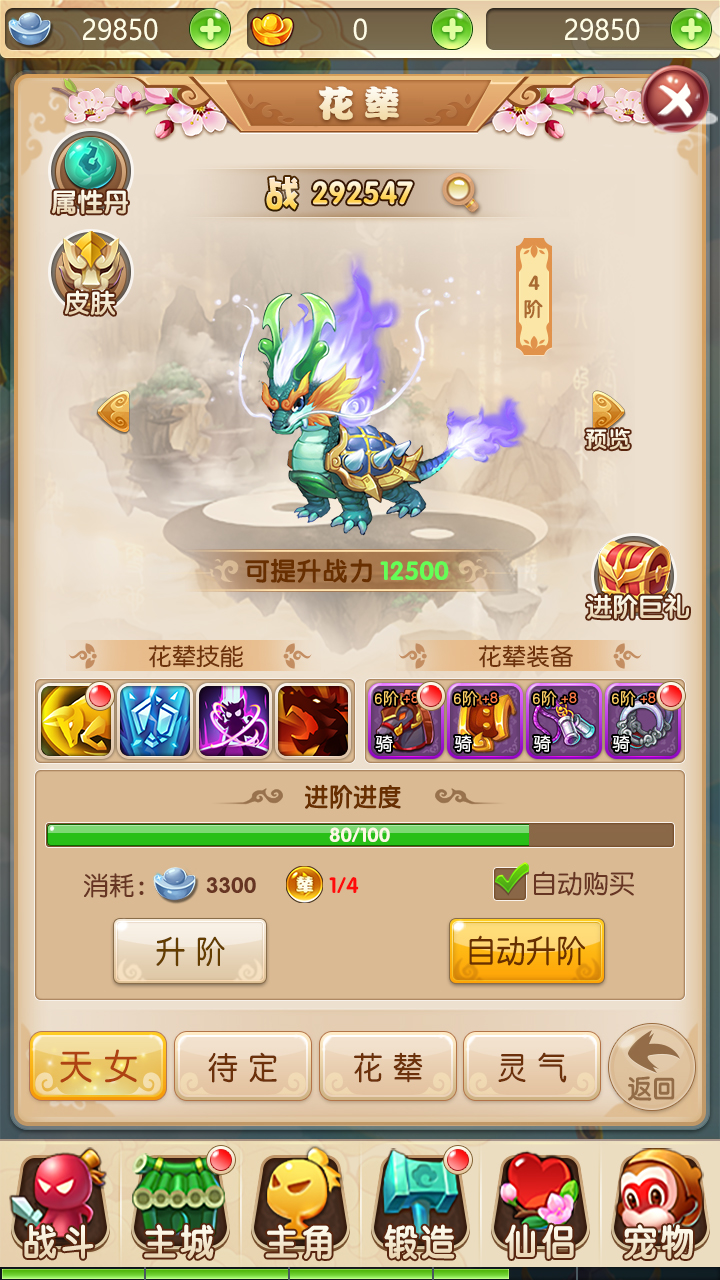 29850
0
29850
花辇
属性丹
战 292547
皮肤
4阶
预览
可提升战力 12500
进阶巨礼
花辇技能
花辇装备
6阶+8
骑
6阶+8
骑
6阶+8
骑
6阶+8
骑
进阶进度
80/100
消耗：
3300
辇
1/4
自动购买
升阶
自动升阶
天女
待定
花辇
灵气
返回
战斗
主城
主角
锻造
仙侣
宠物